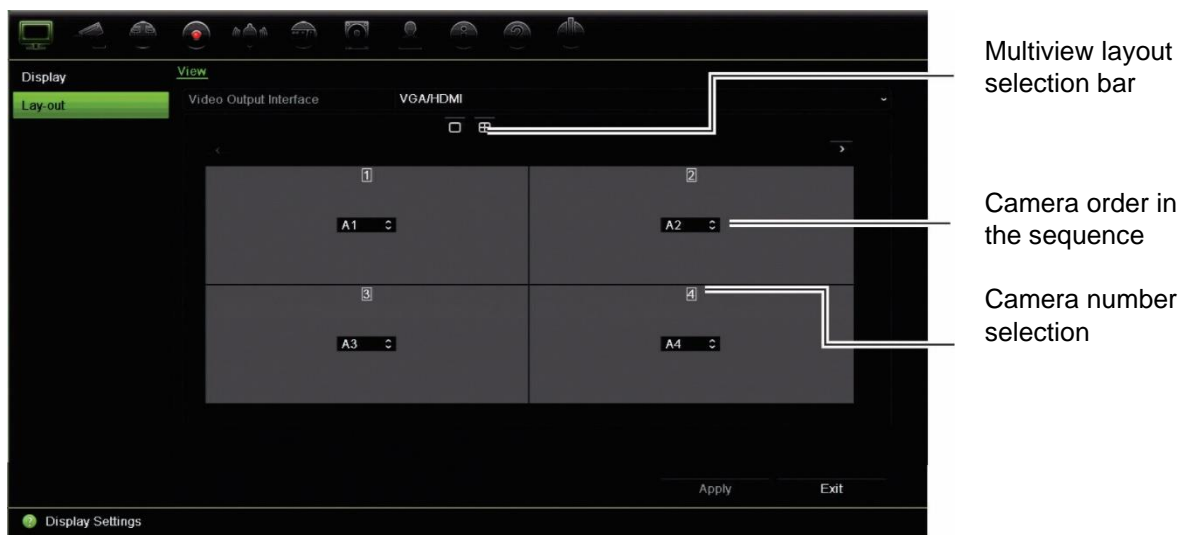 Display
View
Lay-out
Video Output Interface VGA/HDMI
1
2
A1
A2
3
4
A3
A4
Apply Exit
Display Settings
Multiview layout
selection bar
Camera order in
the sequence
Camera number
selection